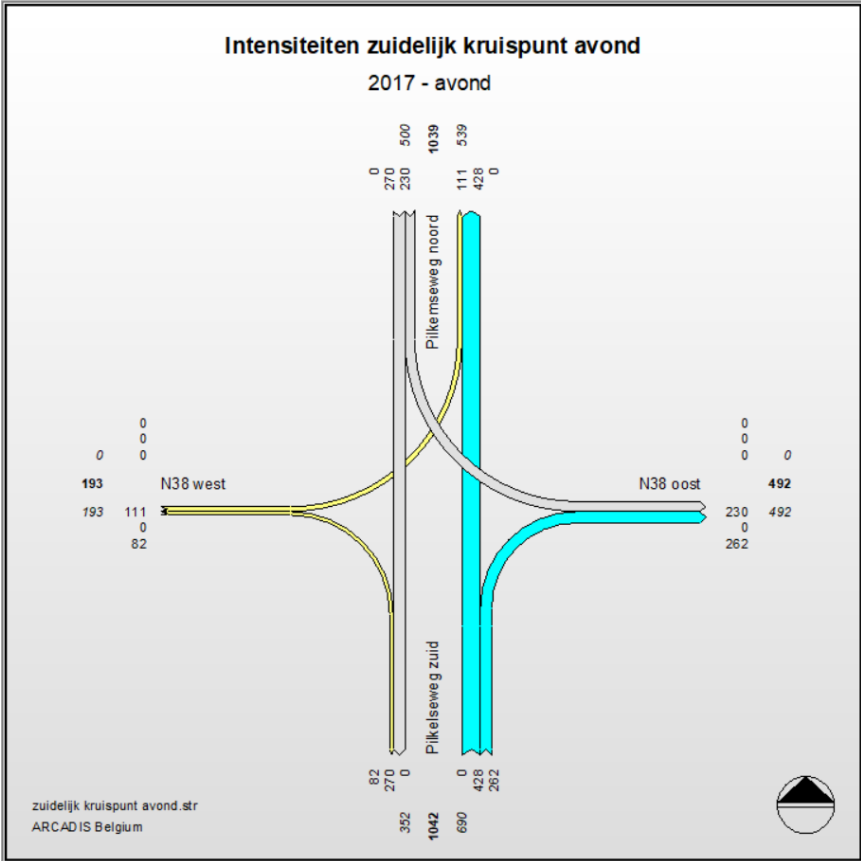 Intensiteiten zuidelijk kruispunt avond
2017 - avond
500 1039 539
0 270 230 111 428 0
Pilkemseweg noord
0
0
0 0
193 N38 west
193 111
0
82
0
0
0 0
N38 oost 492
230 492
0
262
Pilkelseweg zuid
82 270 0 0 428 262
352 1042 690
zuidelijk kruispunt avond.str
ARCADIS Belgium